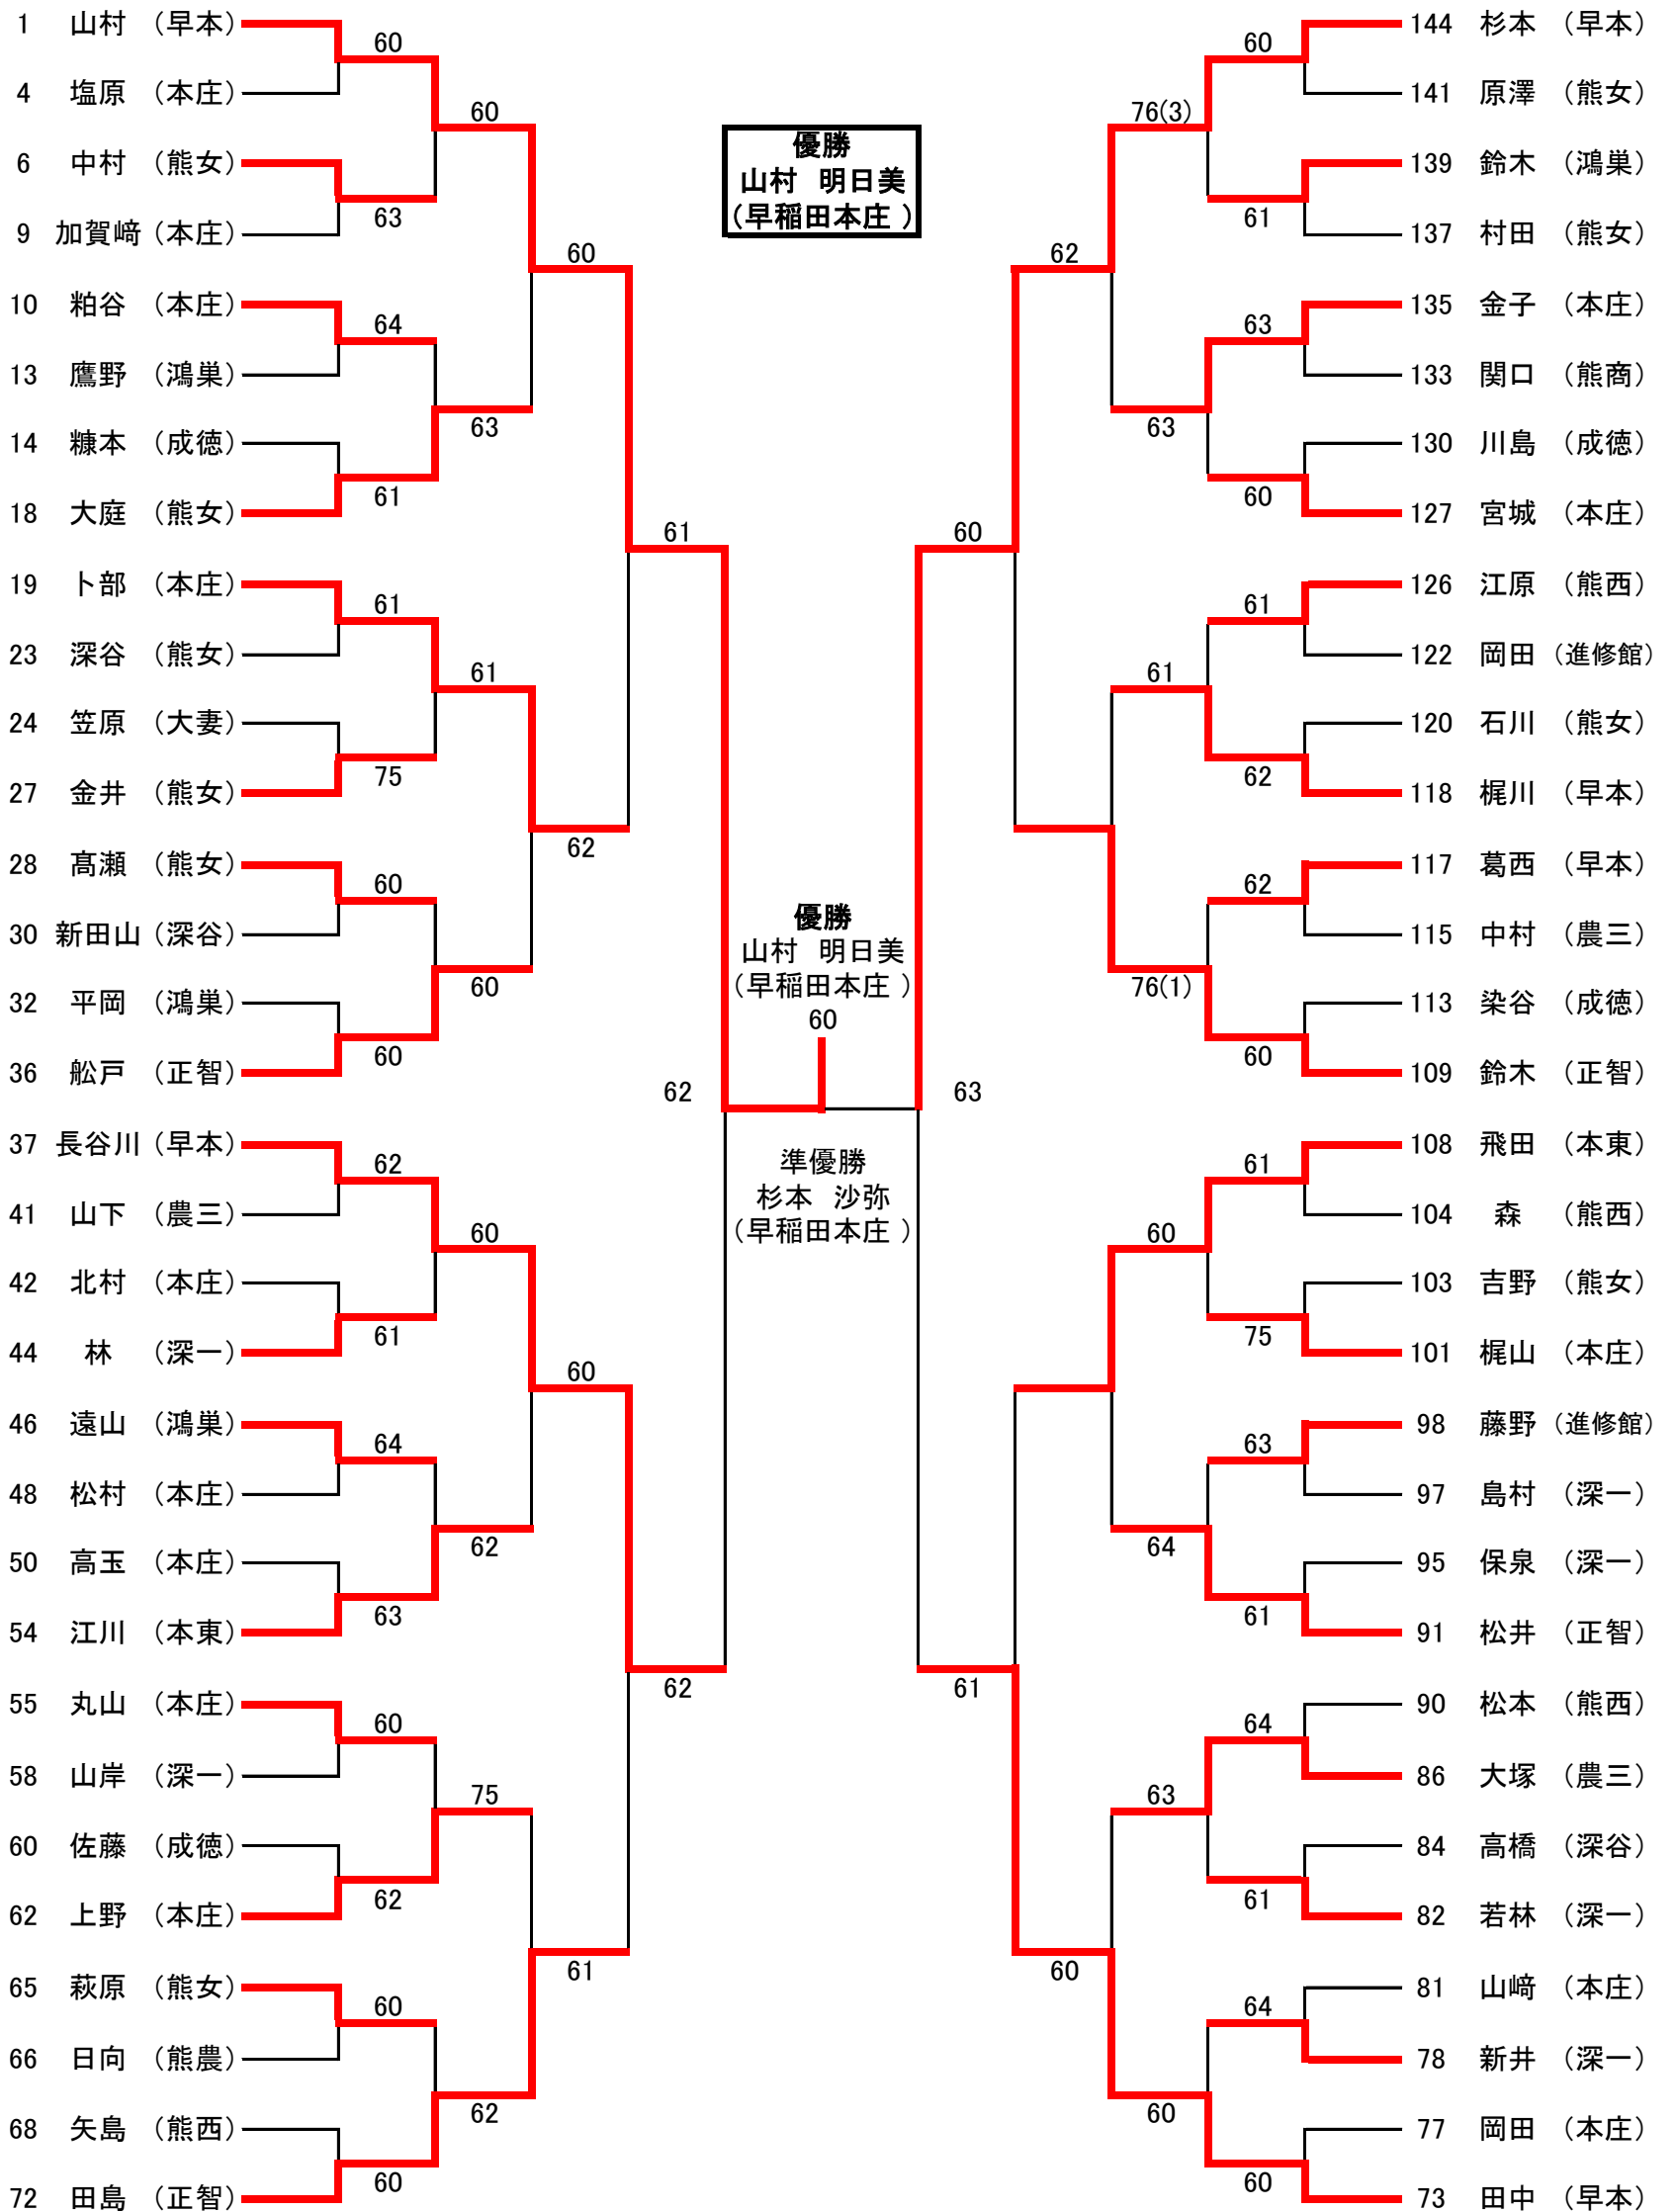 1 山村 （早本）
4 塩原 （本庄）
6 中村 （熊女）
9 加賀﨑（本庄）
10 粕谷 （本庄）
13 鷹野 （鴻巣）
14 糠本 （成徳）
18 大庭 （熊女）
19 卜部 （本庄）
23 深谷 （熊女）
24 笠原 （大妻）
27 金井 （熊女）
28 髙瀬 （熊女）
30 新田山（深谷）
32 平岡 （鴻巣）
36 舩戸 （正智）
37 長谷川（早本）
41 山下 （農三）
42 北村 （本庄）
44 林 （深一）
46 遠山 （鴻巣）
48 松村 （本庄）
50 高玉 （本庄）
54 江川 （本東）
55 丸山 （本庄）
58 山岸 （深一）
60 佐藤 （成徳）
62 上野 （本庄）
65 萩原 （熊女）
66 日向 （熊農）
68 矢島 （熊西）
72 田島 （正智）
60
63
64
61
61
75
60
60
62
61
64
63
60
62
60
60
60
63
61
60
60
62
75
62
60
62
60
61
61
62
62
優勝
山村 明日美
（早稲田本庄 ）
優勝
山村 明日美
（早稲田本庄 ）
60
準優勝
杉本 沙弥
（早稲田本庄 ）
63
60
61
62
60
76(3)
63
61
76(1)
60
64
63
60
60
61
63
60
61
62
62
60
61
75
63
61
64
61
64
60
144 杉本 （早本）
141 原澤 （熊女）
139 鈴木 （鴻巣）
137 村田 （熊女）
135 金子 （本庄）
133 関口 （熊商）
130 川島 （成徳）
127 宮城 （本庄）
126 江原 （熊西）
122 岡田 （進修館）
120 石川 （熊女）
118 梶川 （早本）
117 葛西 （早本）
115 中村 （農三）
113 染谷 （成徳）
109 鈴木 （正智）
108 飛田 （本東）
104 森 （熊西）
103 吉野 （熊女）
101 梶山 （本庄）
98 藤野 （進修館）
97 島村 （深一）
95 保泉 （深一）
91 松井 （正智）
90 松本 （熊西）
86 大塚 （農三）
84 高橋 （深谷）
82 若林 （深一）
81 山﨑 （本庄）
78 新井 （深一）
77 岡田 （本庄）
73 田中 （早本）